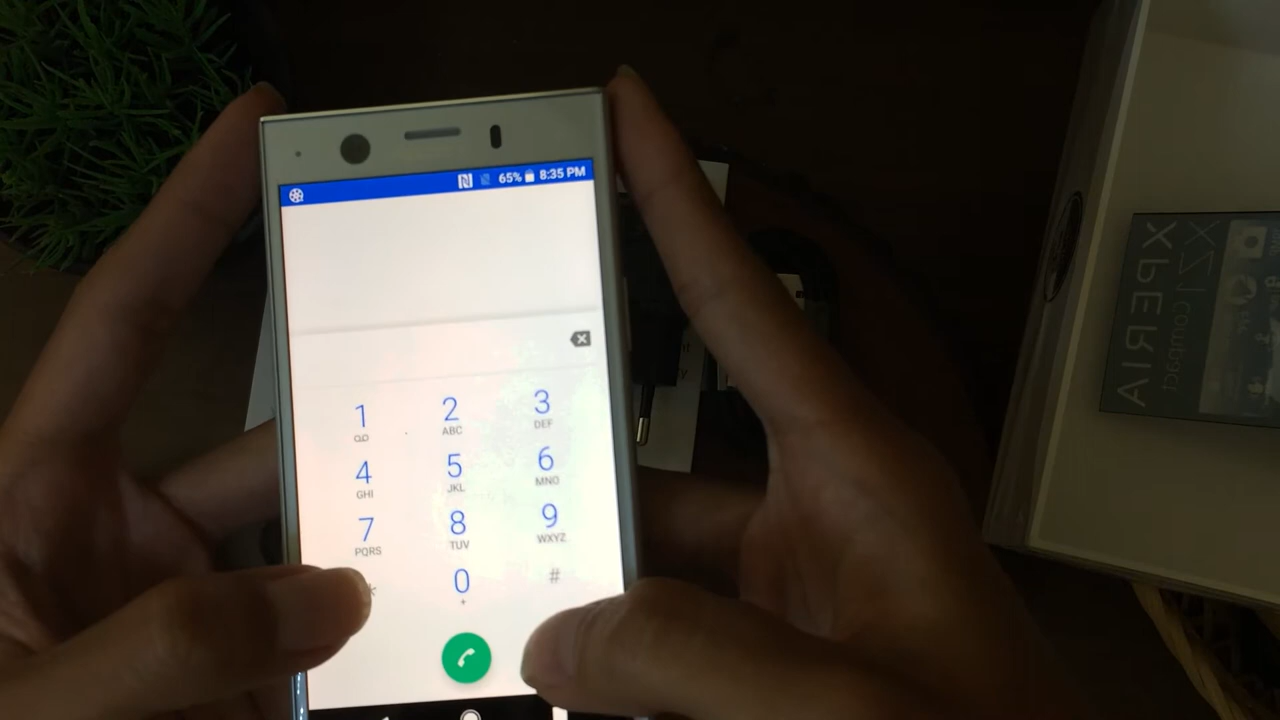 65% 8:35 PM
1 2 ABC 3 DEF
4 GHI 5 JKL 6 MNO
7 PQRS 8 TUV 9 WXYZ
* 0 + #
XPERIA
XZ1 Compact